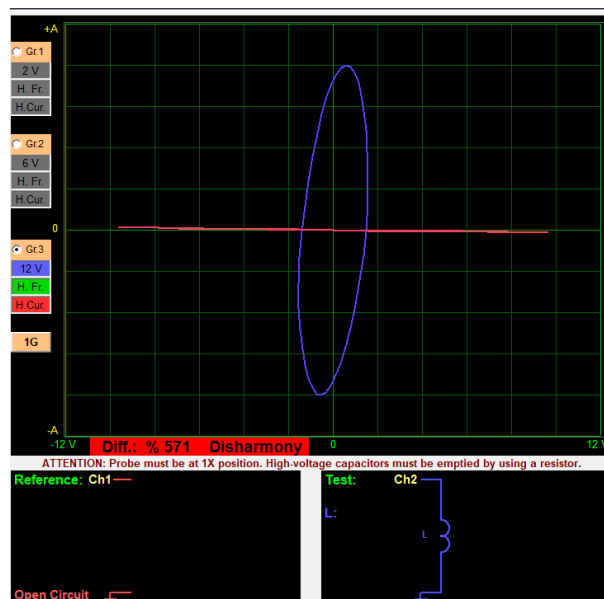 +A
Gr.1
2 V
H. Fr.
H.Cur.
Gr.2
6 V
H. Fr.
H.Cur.
0
Gr.3
12 V
H. Fr.
H.Cur.
1G
-A
-12 V
Diff.: % 571 Disharmony
0
12 V
ATTENTION: Probe must be at 1X position. High-voltage capacitors must be emptied by using a resistor.
Reference: Ch1
Open Circuit
Test: Ch2
L:
L